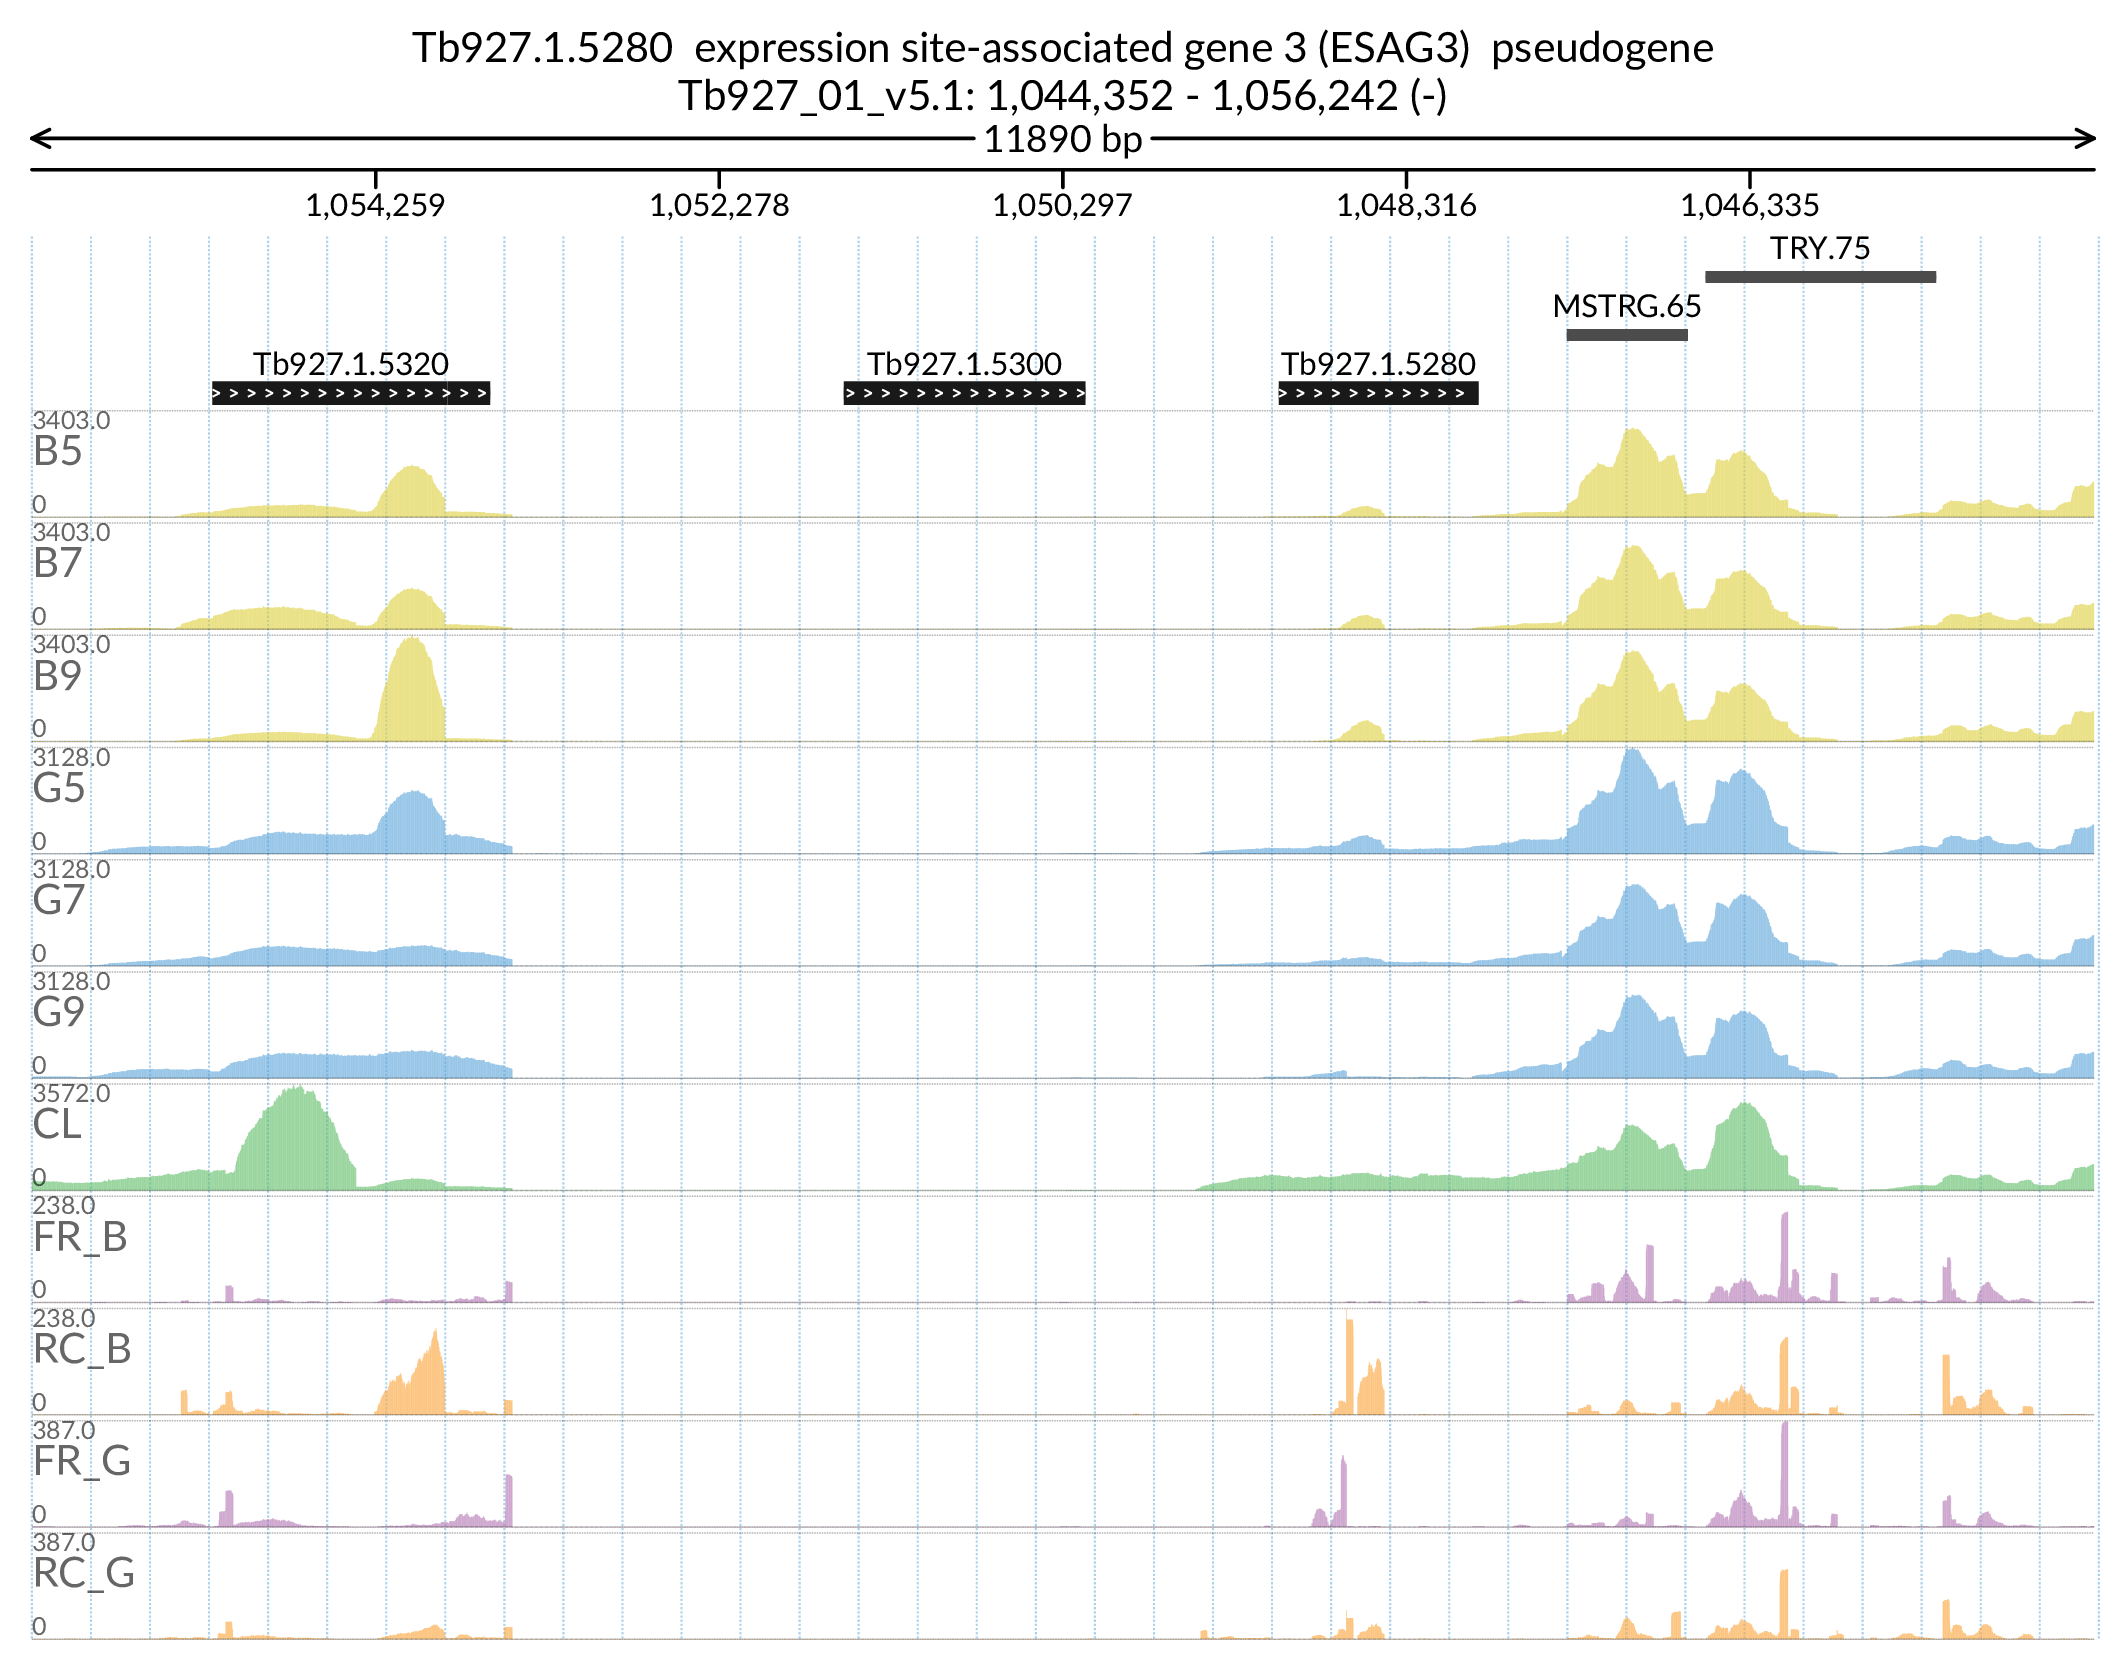 Tb927.1.5280 expression site-associated gene 3 (ESAG3) pseudogene
Tb927_01_v5.1: 1,044,352 - 1,056,242 (-)
11890 bp
1,054,259 1,052,278 1,050,297 1,048,316 1,046,335
TRY.75
MSTRG.65
Tb927.1.5320 Tb927.1.5300 Tb927.1.5280
3403.0
B5
0
3403.0
B7
0
3403.0
B9
0
3128.0
G5
0
3128.0
G7
0
3128.0
G9
0
3572.0
CL
0
238.0
FR_B
0
238.0
RC_B
0
387.0
FR_G
0
387.0
RC_G
0